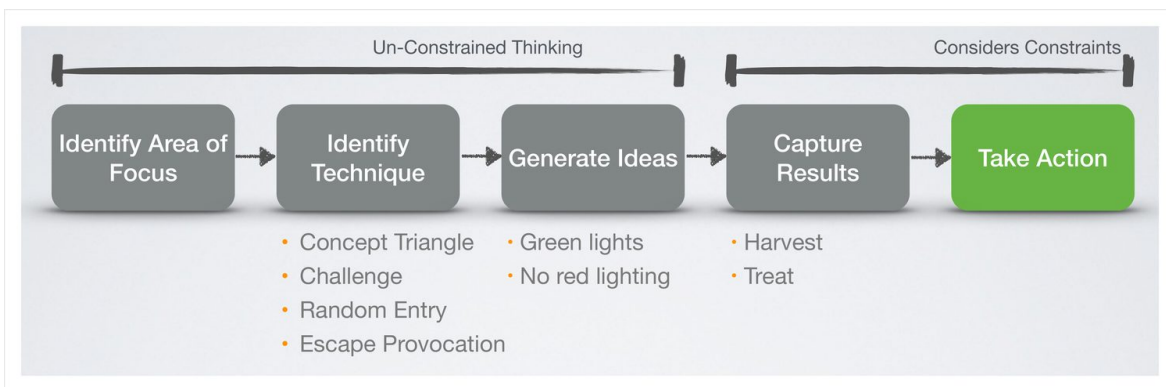 Un-Constrained Thinking
Considers Constraints
Identify Area of
Focus
Identify
Technique
Generate Ideas
Capture
Results
Take Action
• Concept Triangle
• Challenge
• Random Entry
• Escape Provocation
• Green lights
• No red lighting
• Harvest
• Treat